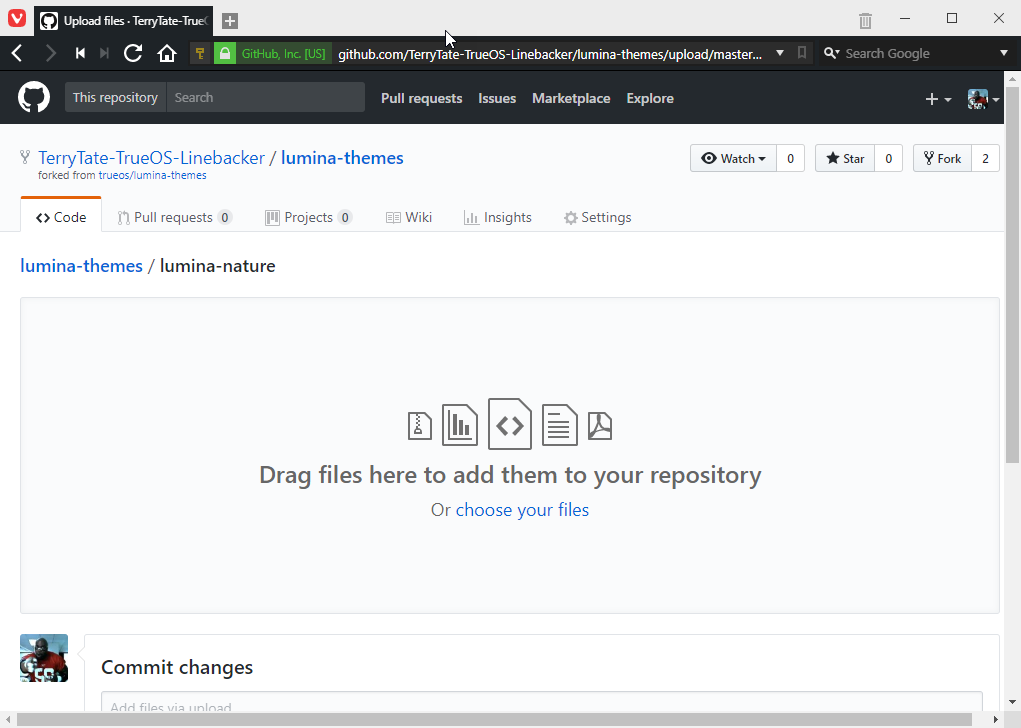 Upload files · TerryTate-TrueO
GitHub, Inc. [US] github.com/TerryTate-TrueOS-Linebacker/lumina-themes/upload/master... Search Google
This repository Search Pull requests Issues Marketplace Explore
TerryTate-TrueOS-Linebacker / lumina-themes Watch 0 Star 0 Fork 2
forked from trueos/lumina-themes
Code Pull requests 0 Projects 0 Wiki Insights Settings
lumina-themes / lumina-nature
Drag files here to add them to your repository
Or choose your files
Commit changes
Add files via upload